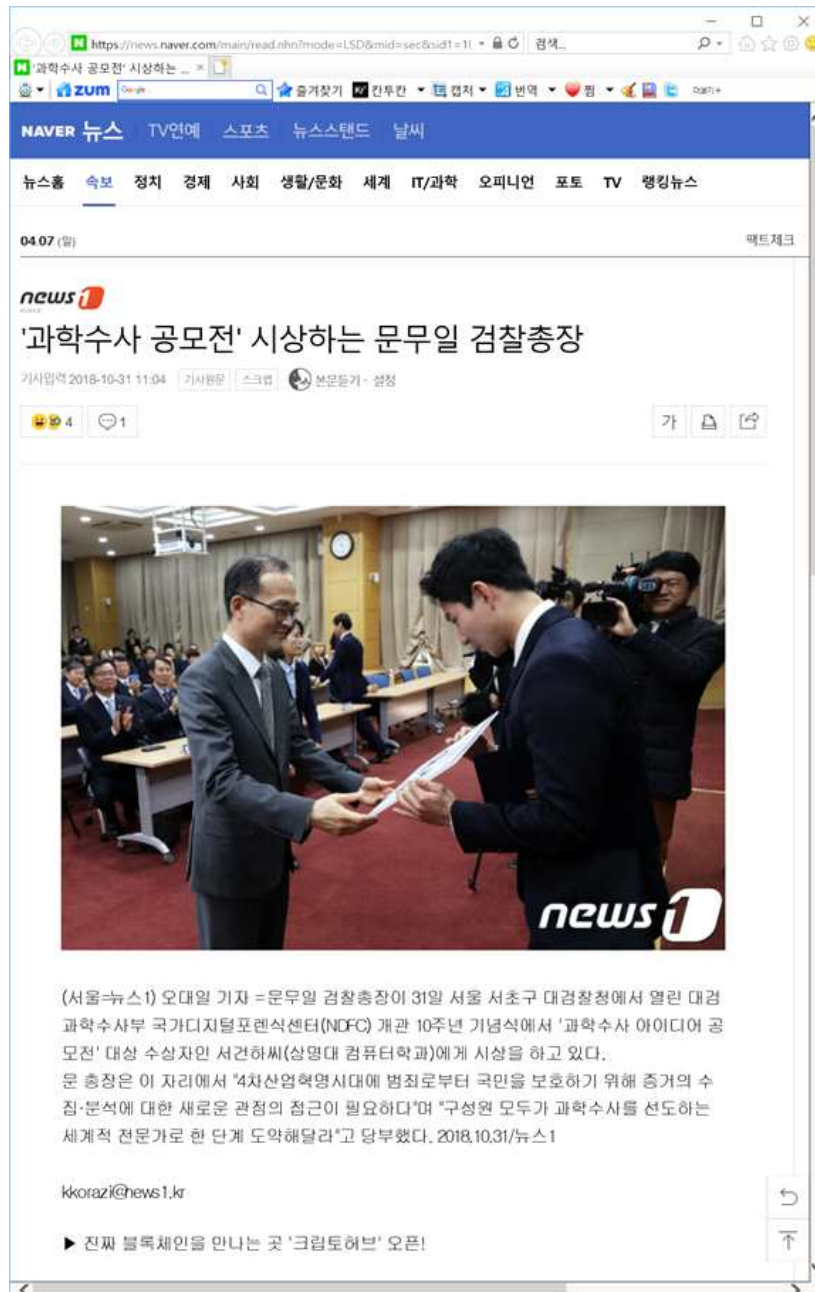 https://news.naver.com/main/read.nhn?mode=LSD&mid=sec&sid1=1( 검색...
'과학수사 공모전' 시상하는 ...
zum 즐겨찾기 칸투칸 캡처 번역 찜 더보기+
NAVER 뉴스 TV연예 스포츠 뉴스스탠드 날씨
뉴스홈 속보 정치 경제 사회 생활/문화 세계 IT/과학 오피니언 포토 TV 랭킹뉴스
04.07 (일) 팩트체크
news1
'과학수사 공모전' 시상하는 문무일 검찰총장
기사입력 2018-10-31 11:04 기사원문 스크랩 본문듣기 · 설정
4 1 가
news1
(서울=뉴스1) 오대일 기자 = 문무일 검찰총장이 31일 서울 서초구 대검찰청에서 열린 대검
과학수사부 국가디지털포렌식센터(NDFC) 개관 10주년 기념식에서 '과학수사 아이디어 공
모전' 대상 수상자인 서건하씨(상명대 컴퓨터학과)에게 시상을 하고 있다.
문 총장은 이 자리에서 "4차산업혁명시대에 범죄로부터 국민을 보호하기 위해 증거의 수
집·분석에 대한 새로운 관점의 접근이 필요하다"며 "구성원 모두가 과학수사를 선도하는
세계적 전문가로 한 단계 도약해달라"고 당부했다. 2018.10.31/뉴스1
kkorazi@news1.kr
▶ 진짜 블록체인을 만나는 곳 '크립토허브' 오픈!